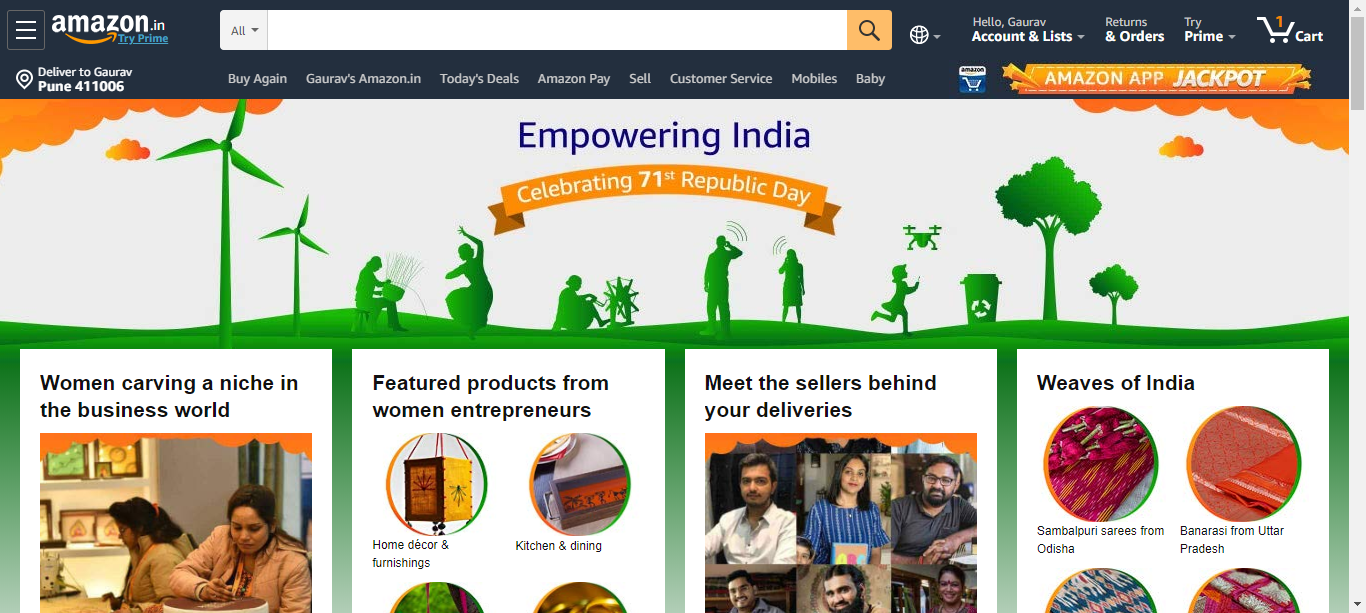 amazon.in
Try Prime
All
Hello, Gaurav
Account & Lists
Returns
& Orders
Try
Prime
1
Cart
Deliver to Gaurav
Pune 411006
Buy Again
Gaurav's Amazon.in
Today's Deals
Amazon Pay
Sell
Customer Service
Mobiles
Baby
amazon
AMAZON APP JACKPOT
Empowering India
Celebrating 71st Republic Day
Women carving a niche in
the business world
Featured products from
women entrepreneurs
Home décor &
furnishings
Kitchen & dining
Meet the sellers behind
your deliveries
Weaves of India
Sambalpuri sarees from
Odisha
Banarasi from Uttar
Pradesh